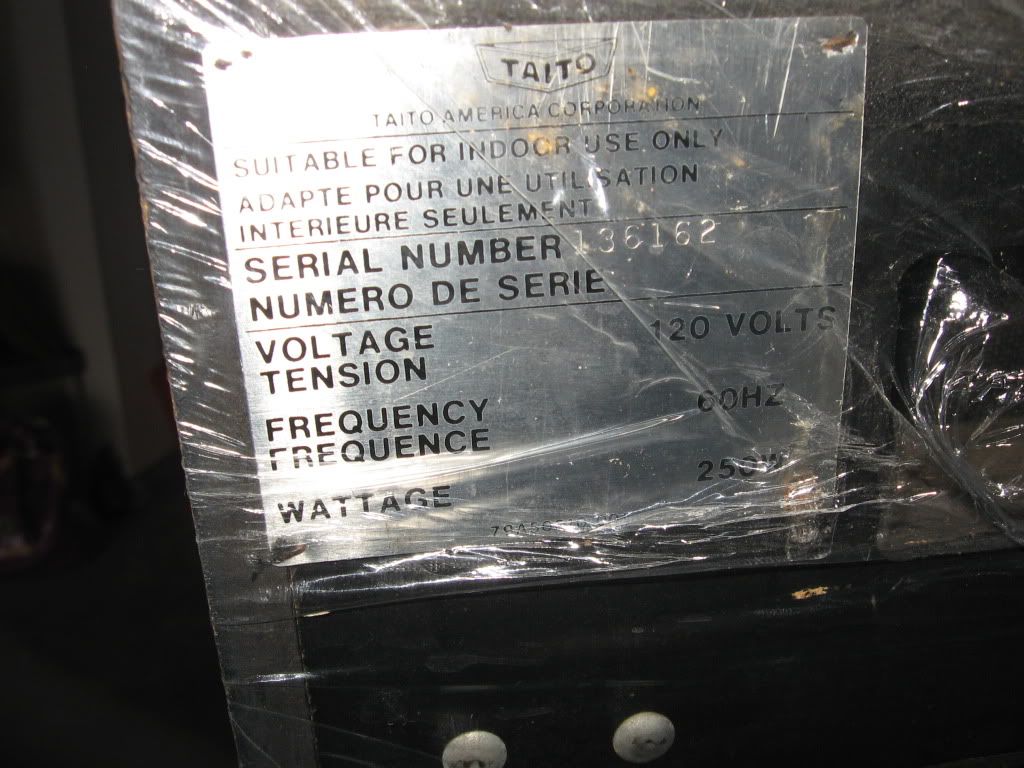 TAITO
TAITO AMERICA CORPORATION
SUITABLE FOR INDOOR USE ONLY
ADAPTE POUR UNE UTILISATION
INTERIEURE SEULEMENT
SERIAL NUMBER 136162
NUMERO DE SERIE
VOLTAGE 120 VOLTS
TENSION
FREQUENCY 60HZ
FREQUENCE
WATTAGE 250W